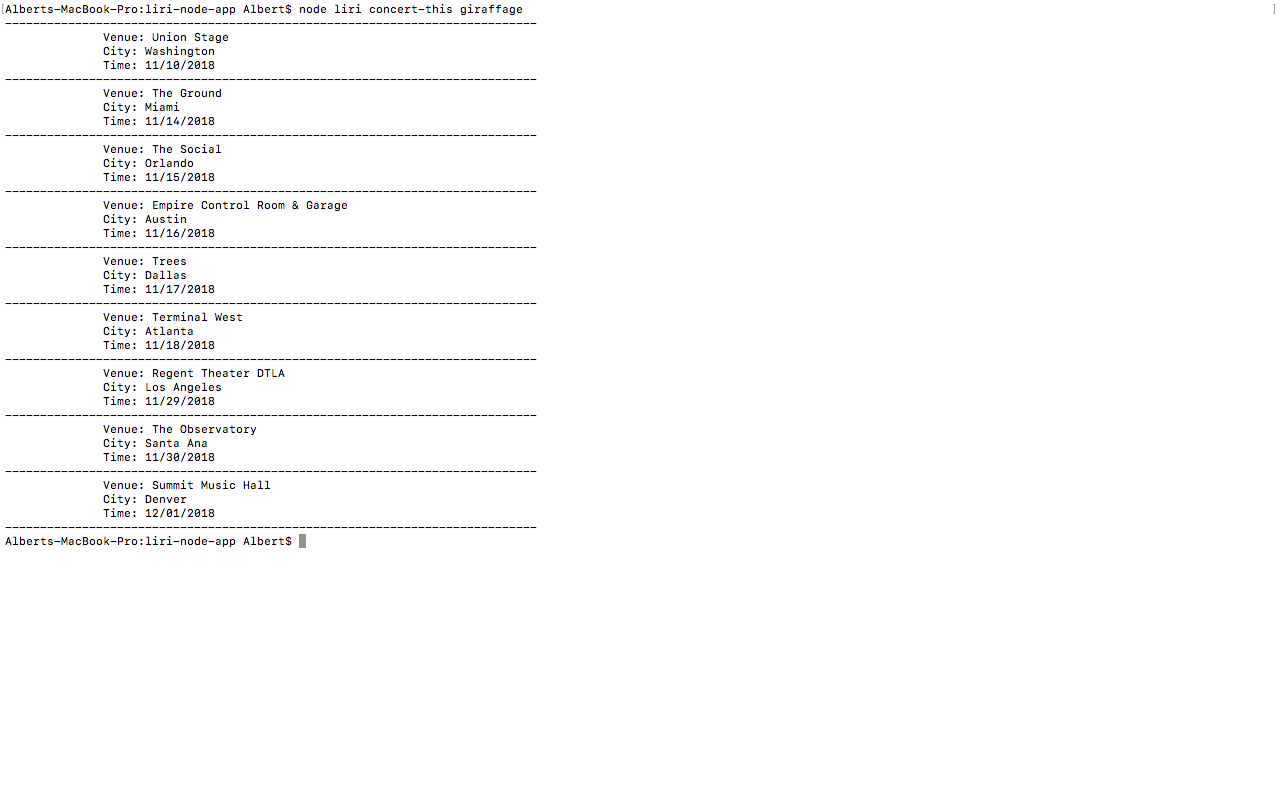 [Alberts-MacBook-Pro:liri-node-app Albert$ node liri concert-this giraffage ]
----------------------------------------------------------------------------
Venue: Union Stage
City: Washington
Time: 11/10/2018
----------------------------------------------------------------------------
Venue: The Ground
City: Miami
Time: 11/14/2018
----------------------------------------------------------------------------
Venue: The Social
City: Orlando
Time: 11/15/2018
----------------------------------------------------------------------------
Venue: Empire Control Room & Garage
City: Austin
Time: 11/16/2018
----------------------------------------------------------------------------
Venue: Trees
City: Dallas
Time: 11/17/2018
----------------------------------------------------------------------------
Venue: Terminal West
City: Atlanta
Time: 11/18/2018
----------------------------------------------------------------------------
Venue: Regent Theater DTLA
City: Los Angeles
Time: 11/29/2018
----------------------------------------------------------------------------
Venue: The Observatory
City: Santa Ana
Time: 11/30/2018
----------------------------------------------------------------------------
Venue: Summit Music Hall
City: Denver
Time: 12/01/2018
----------------------------------------------------------------------------
Alberts-MacBook-Pro:liri-node-app Albert$